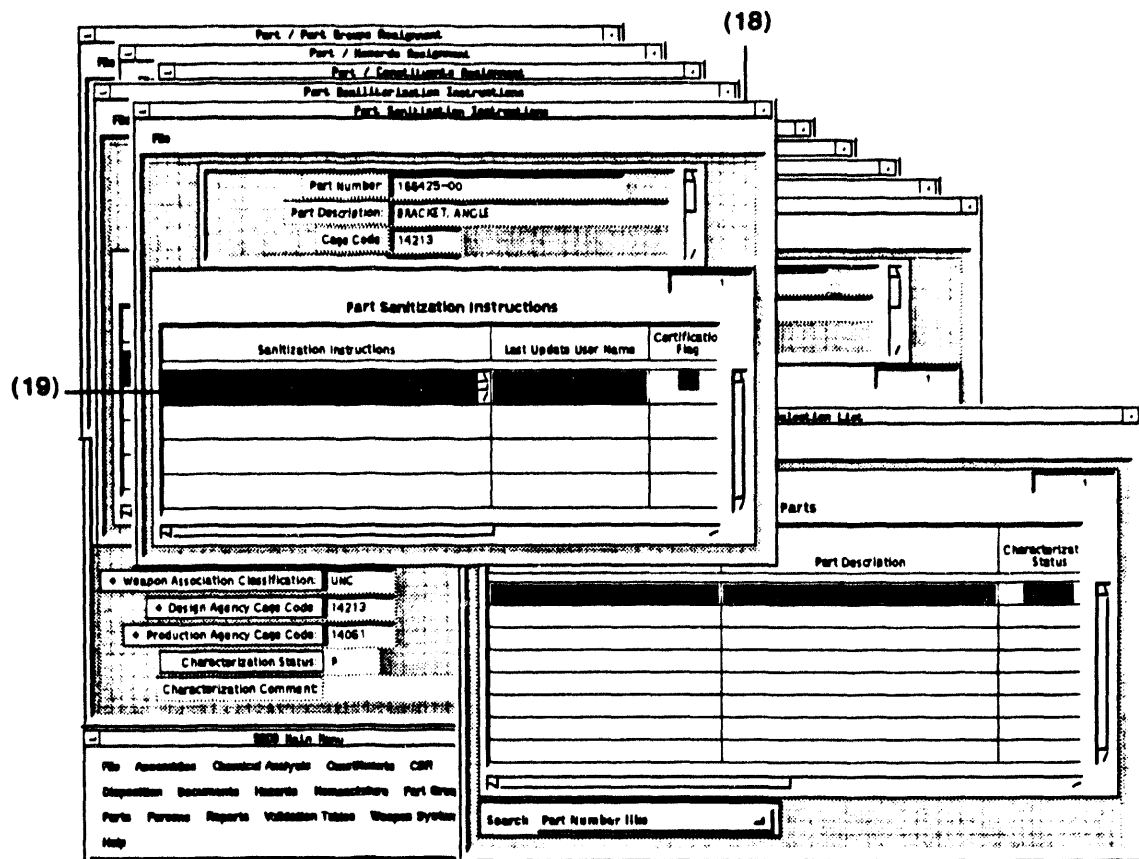 (18)
Part / Part Groups Assignment
Part / Hazards Assignment
Part / Constituents Assignment
Part Demilitarization Instructions
Part Sanitization Instructions
File
Part Number: 188425-00
Part Description: BRACKET, ANGLE
Cage Code 14213
Part Sanitization Instructions
Sanitization Instructions Last Update User Name Certificatio Flag
(19)
Selection List
Parts
Part Description Characterizat Status
Weapon Association Classification: UNC
Design Agency Cage Code 14213
Production Agency Cage Code: 14061
Characterization Status: P
Characterization Comment:
Main Menu
File Assemblies Chemical Analysis Constituents CSR
Disposition Documents Hazards Nomenclature Part Grou
Parts Persons Reports Validation Tables Weapon System
Help
Search Part Number like